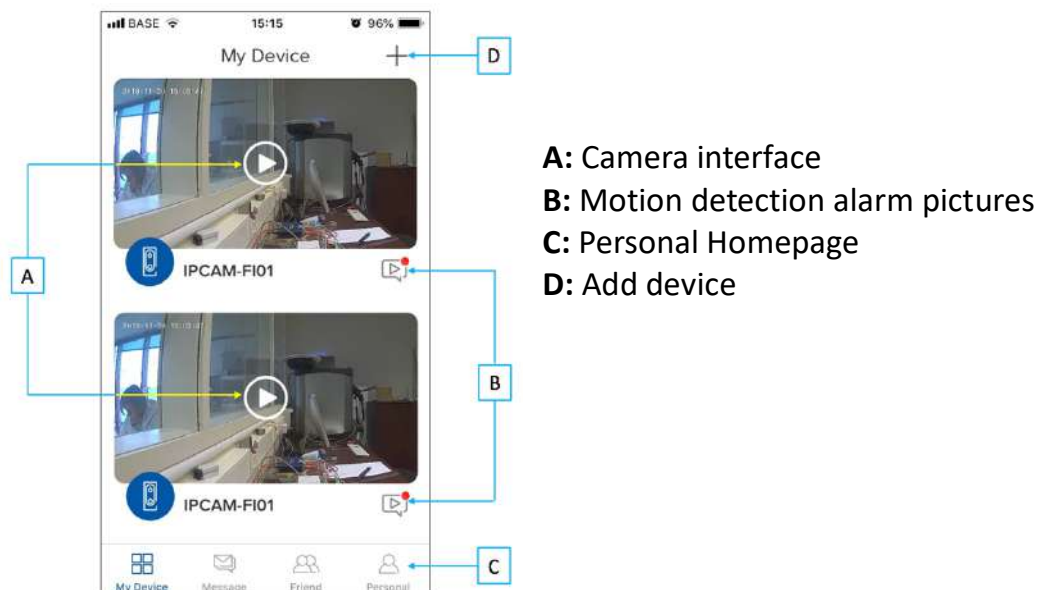 BASE 15:15 96%
My Device
D
A: Camera interface
B: Motion detection alarm pictures
C: Personal Homepage
D: Add device
A
IPCAM-FI01
B
IPCAM-FI01
C
My Device Message Friend Personal